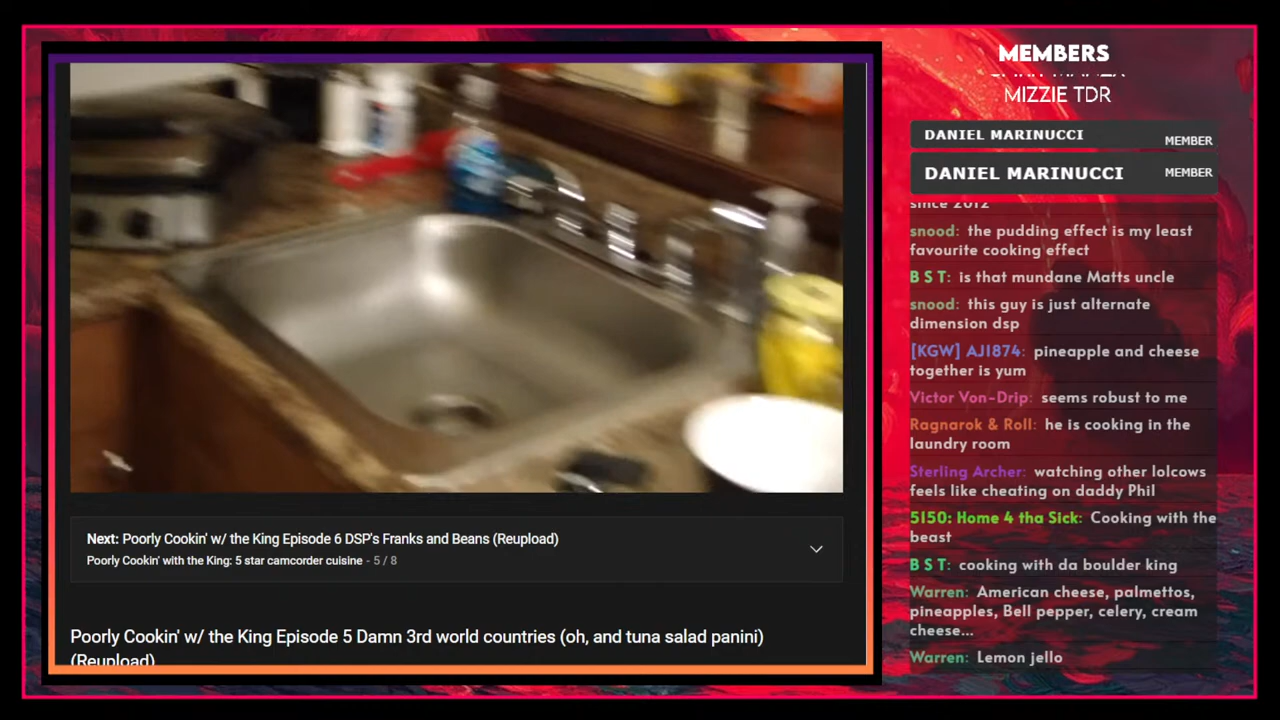 MEMBERS
MIZZIE TDR
DANIEL MARINUCCI
MEMBER
DANIEL MARINUCCI
MEMBER
since 2012
snood: the pudding effect is my least
favourite cooking effect
B S T: is that mundane Matts uncle
snood: this guy is just alternate
dimension dsp
[KGW] AJ1874: pineapple and cheese
together is yum
Victor Von-Drip: seems robust to me
Ragnarok & Roll: he is cooking in the
laundry room
Sterling Archer: watching other lolcows
feels like cheating on daddy Phil
5150: Home 4 tha Sick: Cooking with the
beast
B S T: cooking with da boulder king
Warren: American cheese, palmettos,
pineapples, Bell pepper, celery, cream
cheese...
Warren: Lemon jello
Next: Poorly Cookin' w/ the King Episode 6 DSP's Franks and Beans (Reupload)
Poorly Cookin' with the King: 5 star camcorder cuisine - 5 / 8
Poorly Cookin' w/ the King Episode 5 Damn 3rd world countries (oh, and tuna salad panini)
(Reupload)